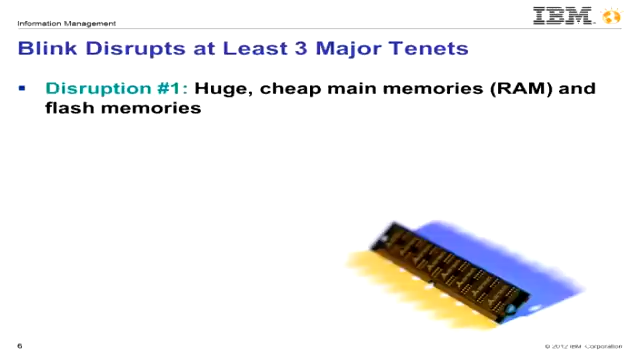 Information Management
IBM
Blink Disrupts at Least 3 Major Tenets
▪ Disruption #1: Huge, cheap main memories (RAM) and
flash memories
6
© 2012 IBM Corporation